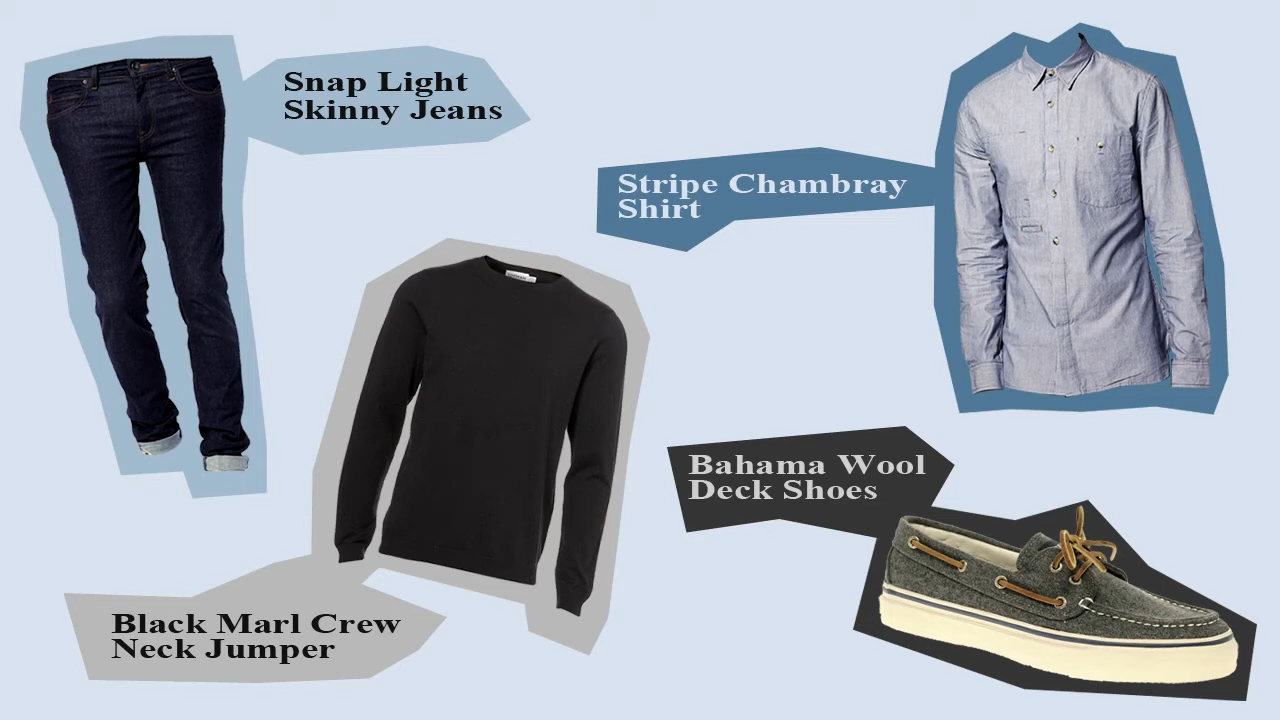 Snap Light
Skinny Jeans
Stripe Chambray
Shirt
Bahama Wool
Deck Shoes
Black Marl Crew
Neck Jumper